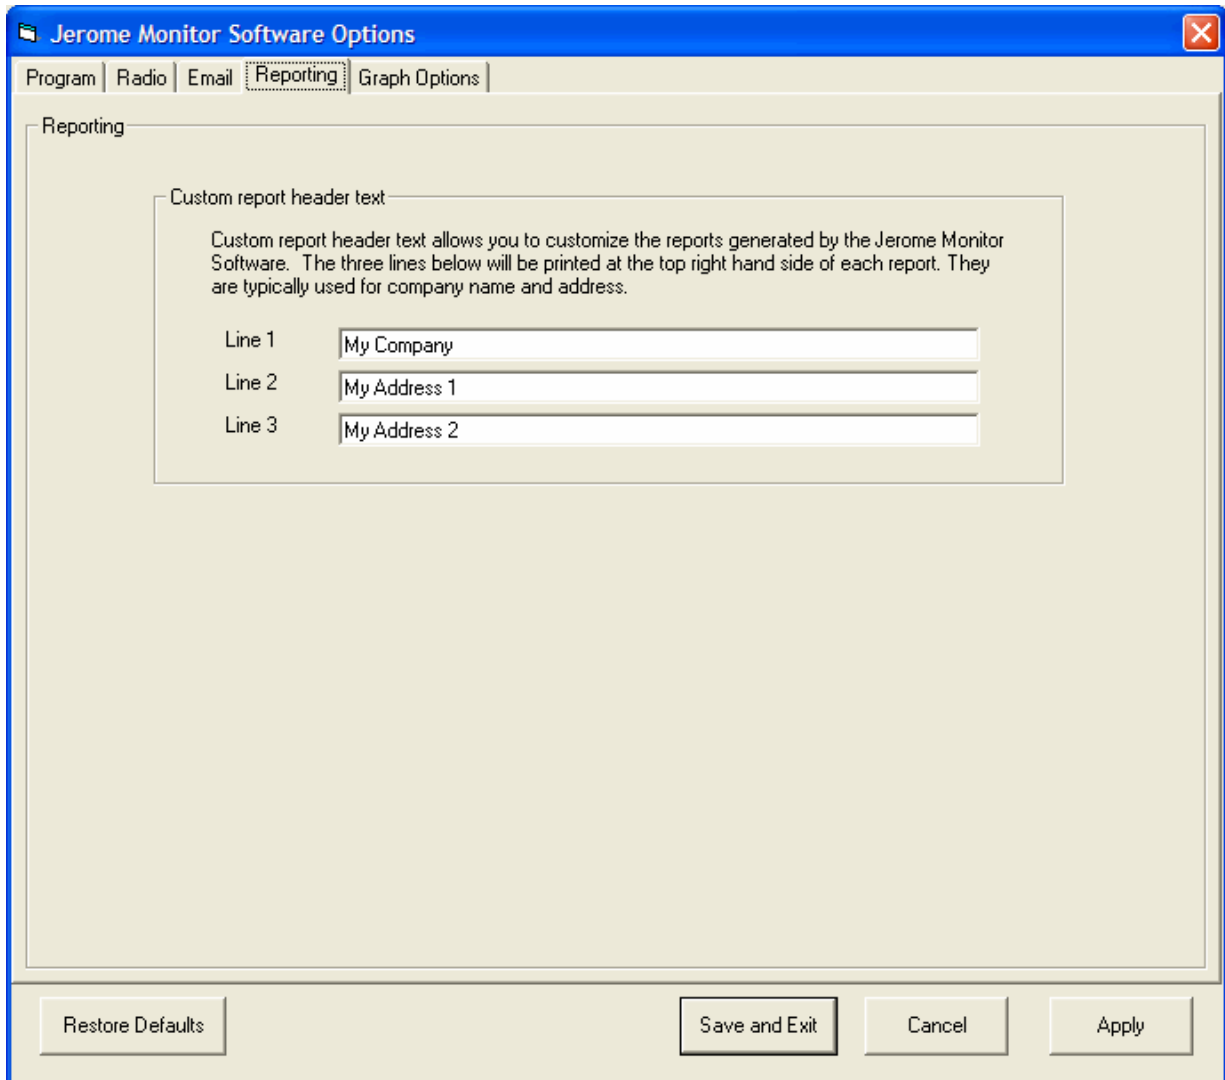 Jerome Monitor Software Options
Program Radio Email Reporting Graph Options
Reporting
Custom report header text
Custom report header text allows you to customize the reports generated by the Jerome Monitor
Software.  The three lines below will be printed at the top right hand side of each report. They
are typically used for company name and address.
Line 1 My Company
Line 2 My Address 1
Line 3 My Address 2
Restore Defaults Save and Exit Cancel Apply